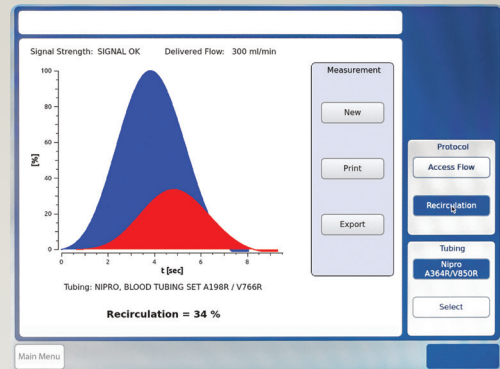 Signal Strength: SIGNAL OK Delivered Flow: 300 ml/min
100
80
60
40
20
0
[%]
0 2 4 6 8
t [sec]
Tubing: NIPRO, BLOOD TUBING SET A198R / V766R
Recirculation = 34 %
Measurement
New
Print
Export
Protocol
Access Flow
Recirculation
Tubing
Nipro
A364R/V850R
Select
Main Menu